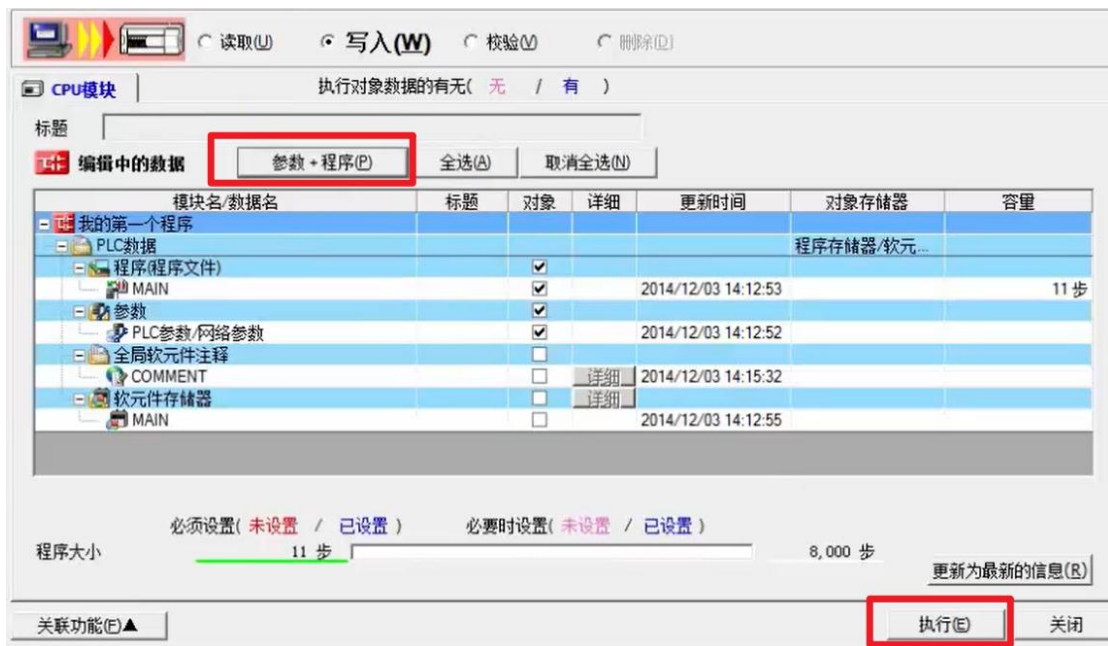 读取(U) 写入(W) 校验(V) 删除(D)
CPU模块 执行对象数据的有无( 无 / 有 )
标题
编辑中的数据 参数+程序(P) 全选(A) 取消全选(N)
模块名/数据名 标题 对象 详细 更新时间 对象存储器 容量
我的第一个程序
PLC数据 程序存储器/软元...
程序(程序文件)
MAIN 2014/12/03 14:12:53 11 步
参数
PLC参数/网络参数 2014/12/03 14:12:52
全局软元件注释
COMMENT 详细 2014/12/03 14:15:32
软元件存储器 详细
MAIN 2014/12/03 14:12:55
必须设置( 未设置 / 已设置 ) 必要时设置( 未设置 / 已设置 )
程序大小 11 步 8,000 步
更新为最新的信息(R)
关联功能(F)▲ 执行(E) 关闭